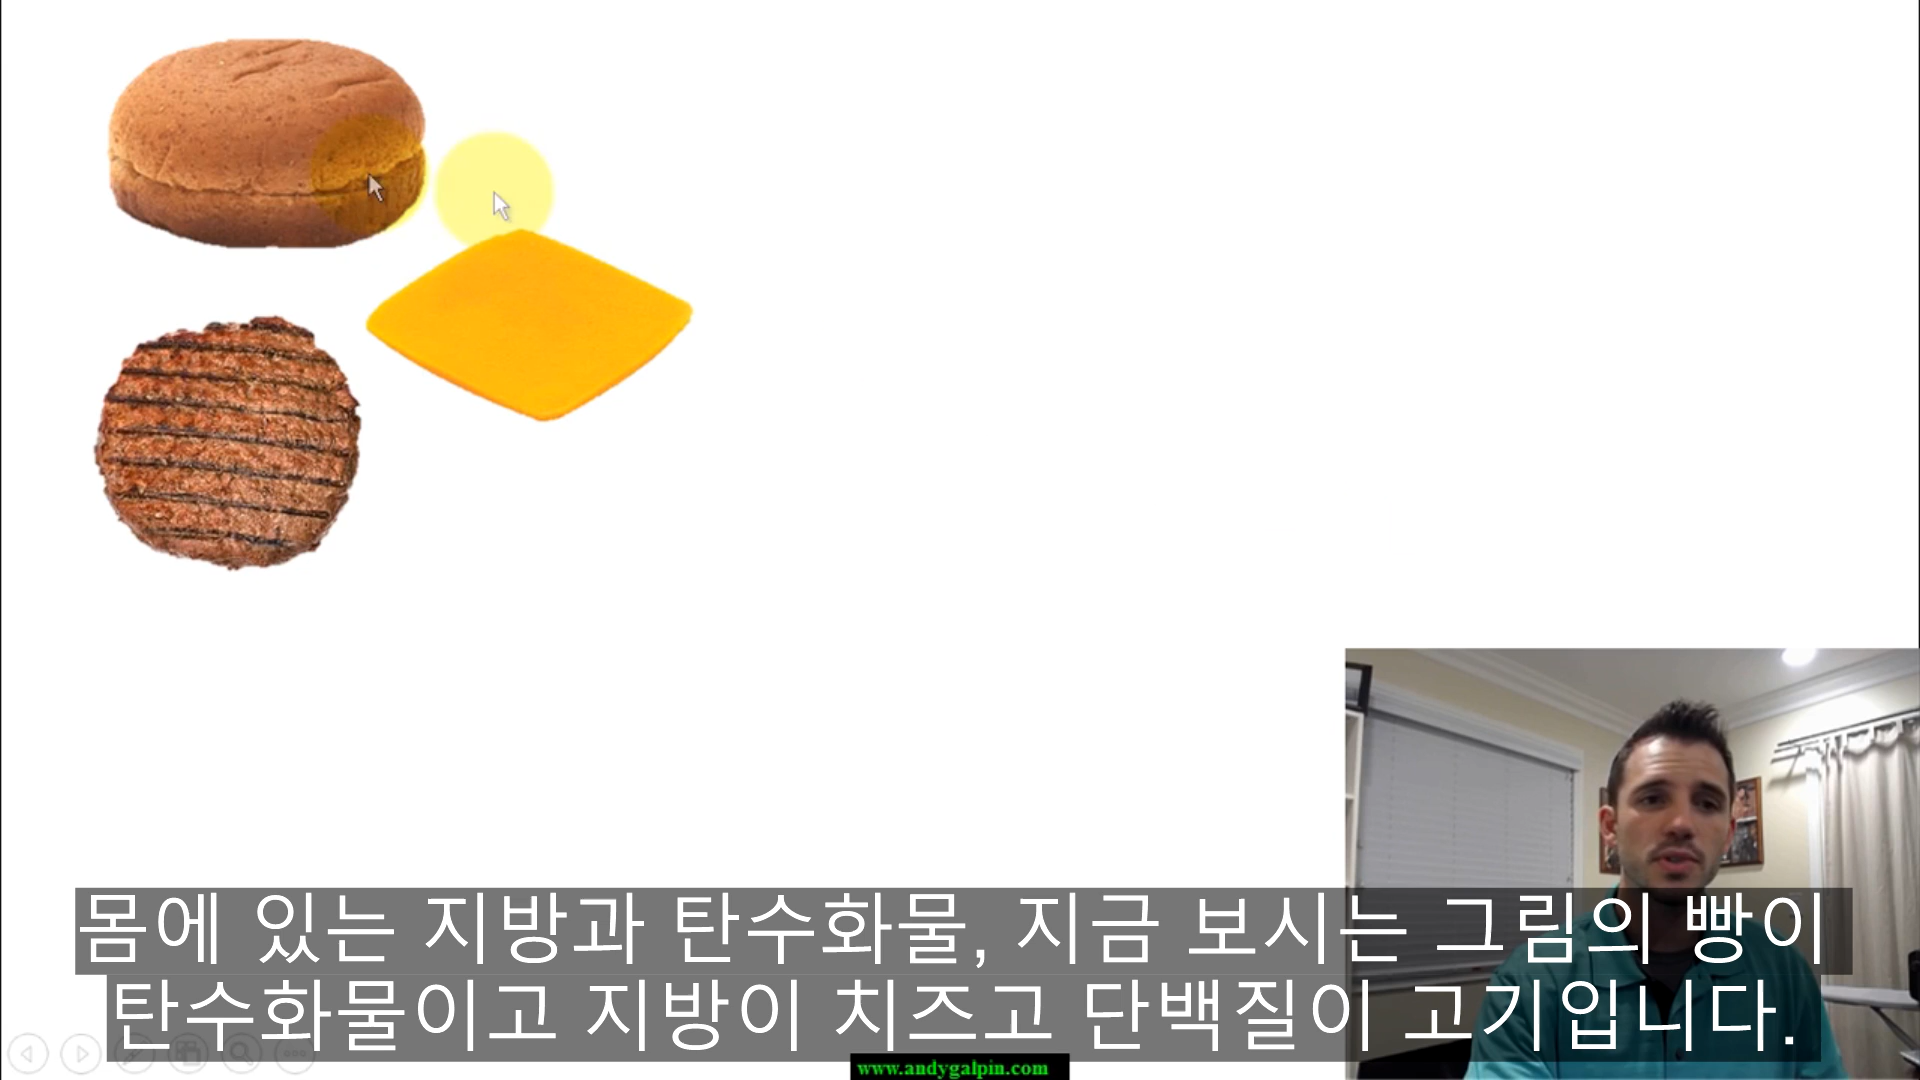 몸에 있는 지방과 탄수화물, 지금 보시는 그림의 빵이
탄수화물이고 지방이 치즈고 단백질이 고기입니다.
www.andygalpin.com